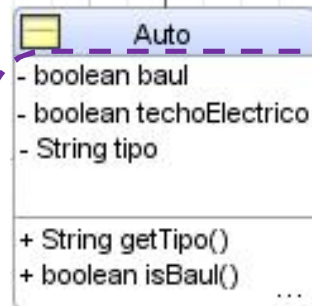 Auto
- boolean baul
- boolean techoElectrico
- String tipo
+ String getTipo()
+ boolean isBaul()
...